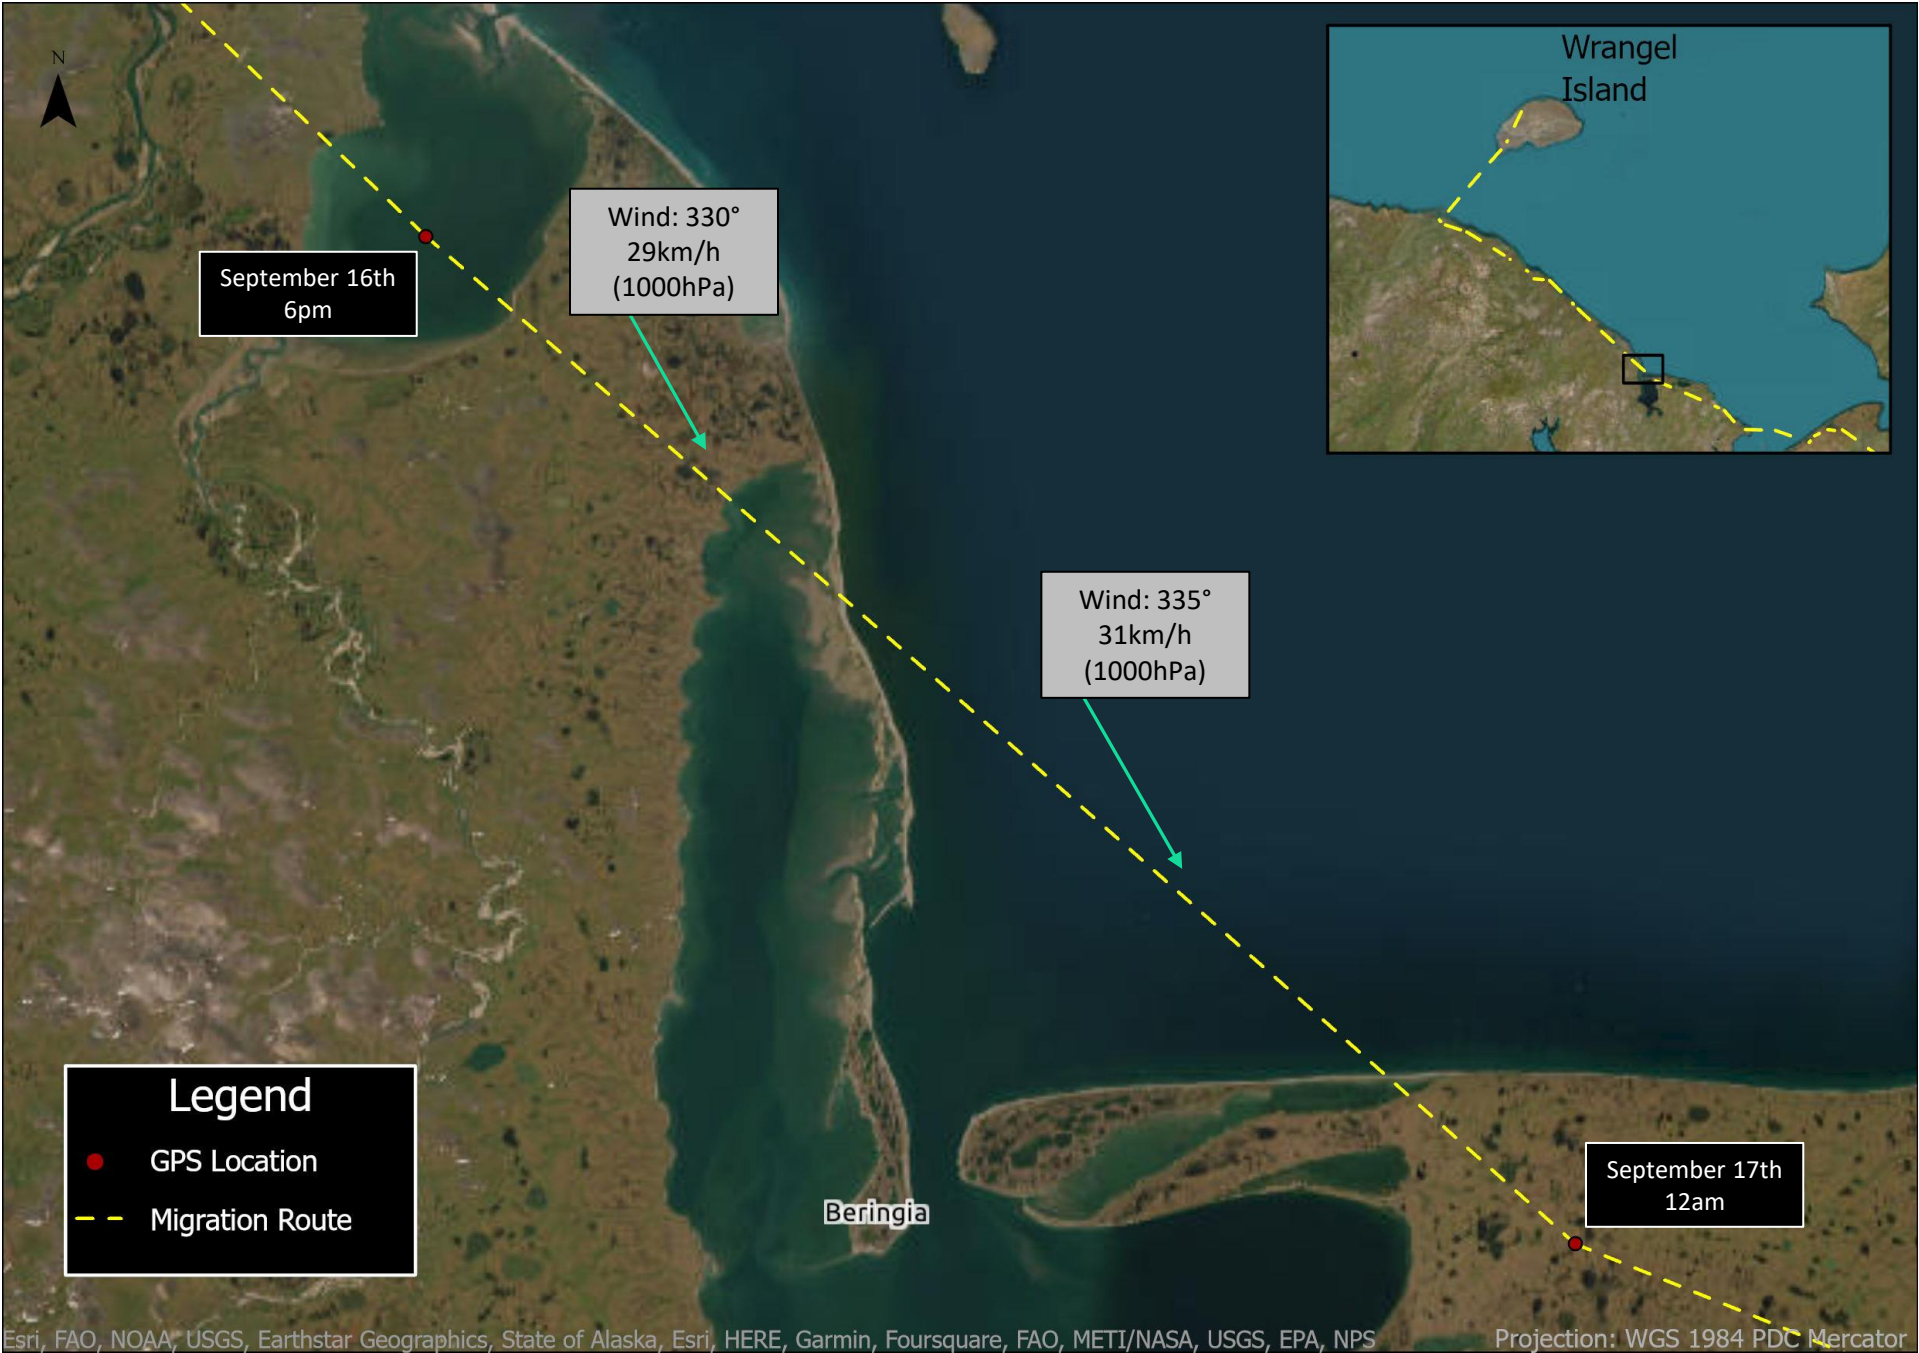 N
Wrangel
Island
September 16th
6pm
Wind: 330°
29km/h
(1000hPa)
Wind: 335°
31km/h
(1000hPa)
Legend
GPS Location
Migration Route
Beringia
September 17th
12am
Esri, FAO, NOAA, USGS, Earthstar Geographics, State of Alaska, Esri, HERE, Garmin, Foursquare, FAO, METI/NASA, USGS, EPA, NPS
Projection: WGS 1984 PDC Mercator